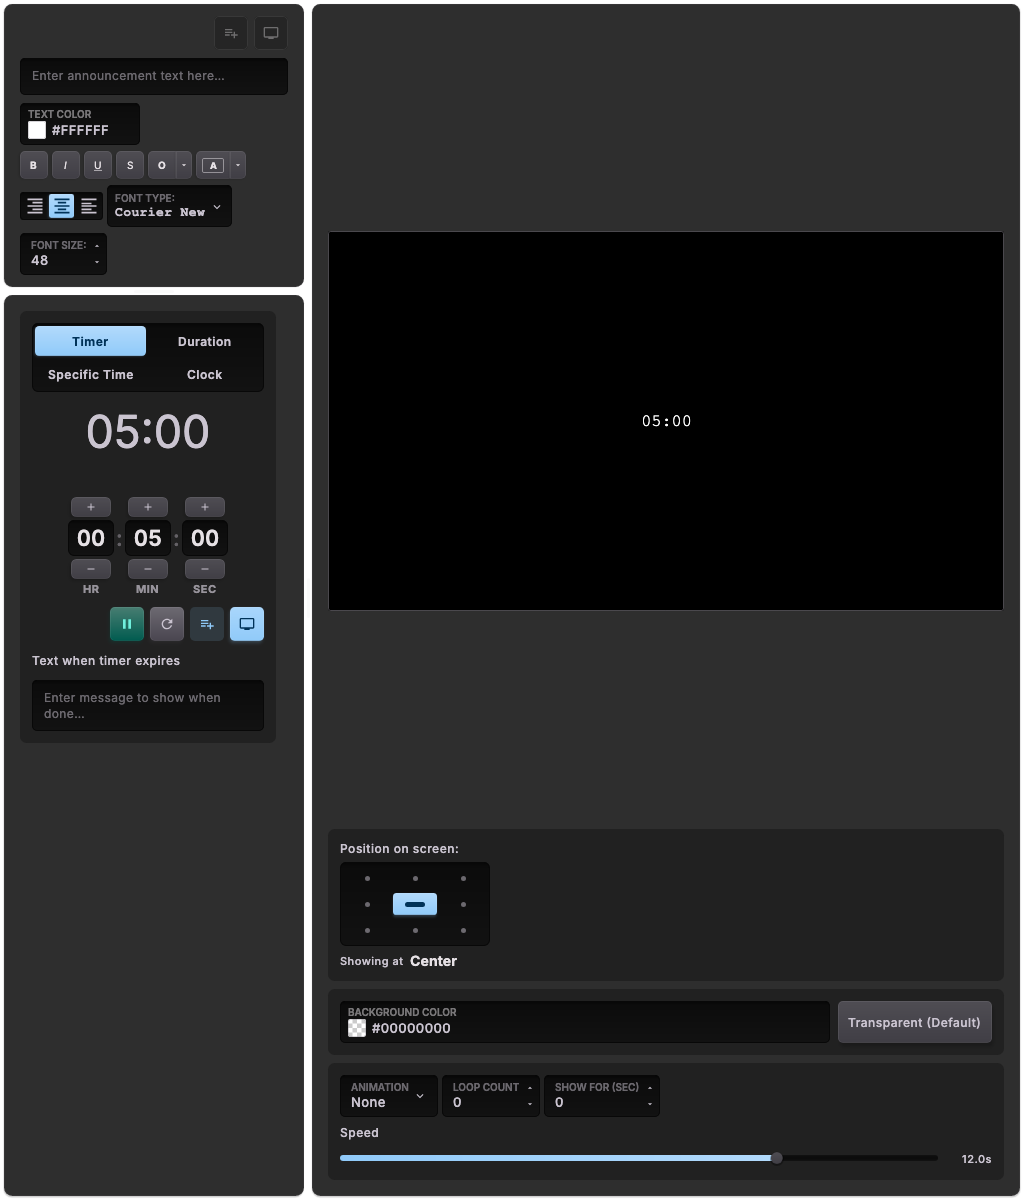 Enter announcement text here...
TEXT COLOR
#FFFFFF
B I U S O A
FONT TYPE:
Courier New
FONT SIZE:
48
Timer Duration
Specific Time Clock
05:00
+ + +
00 : 05 : 00
− − −
HR MIN SEC
Text when timer expires
Enter message to show when
done...
05:00
Position on screen:
Showing at Center
BACKGROUND COLOR
#00000000
Transparent (Default)
ANIMATION LOOP COUNT SHOW FOR (SEC)
None 0 0
Speed
12.0s